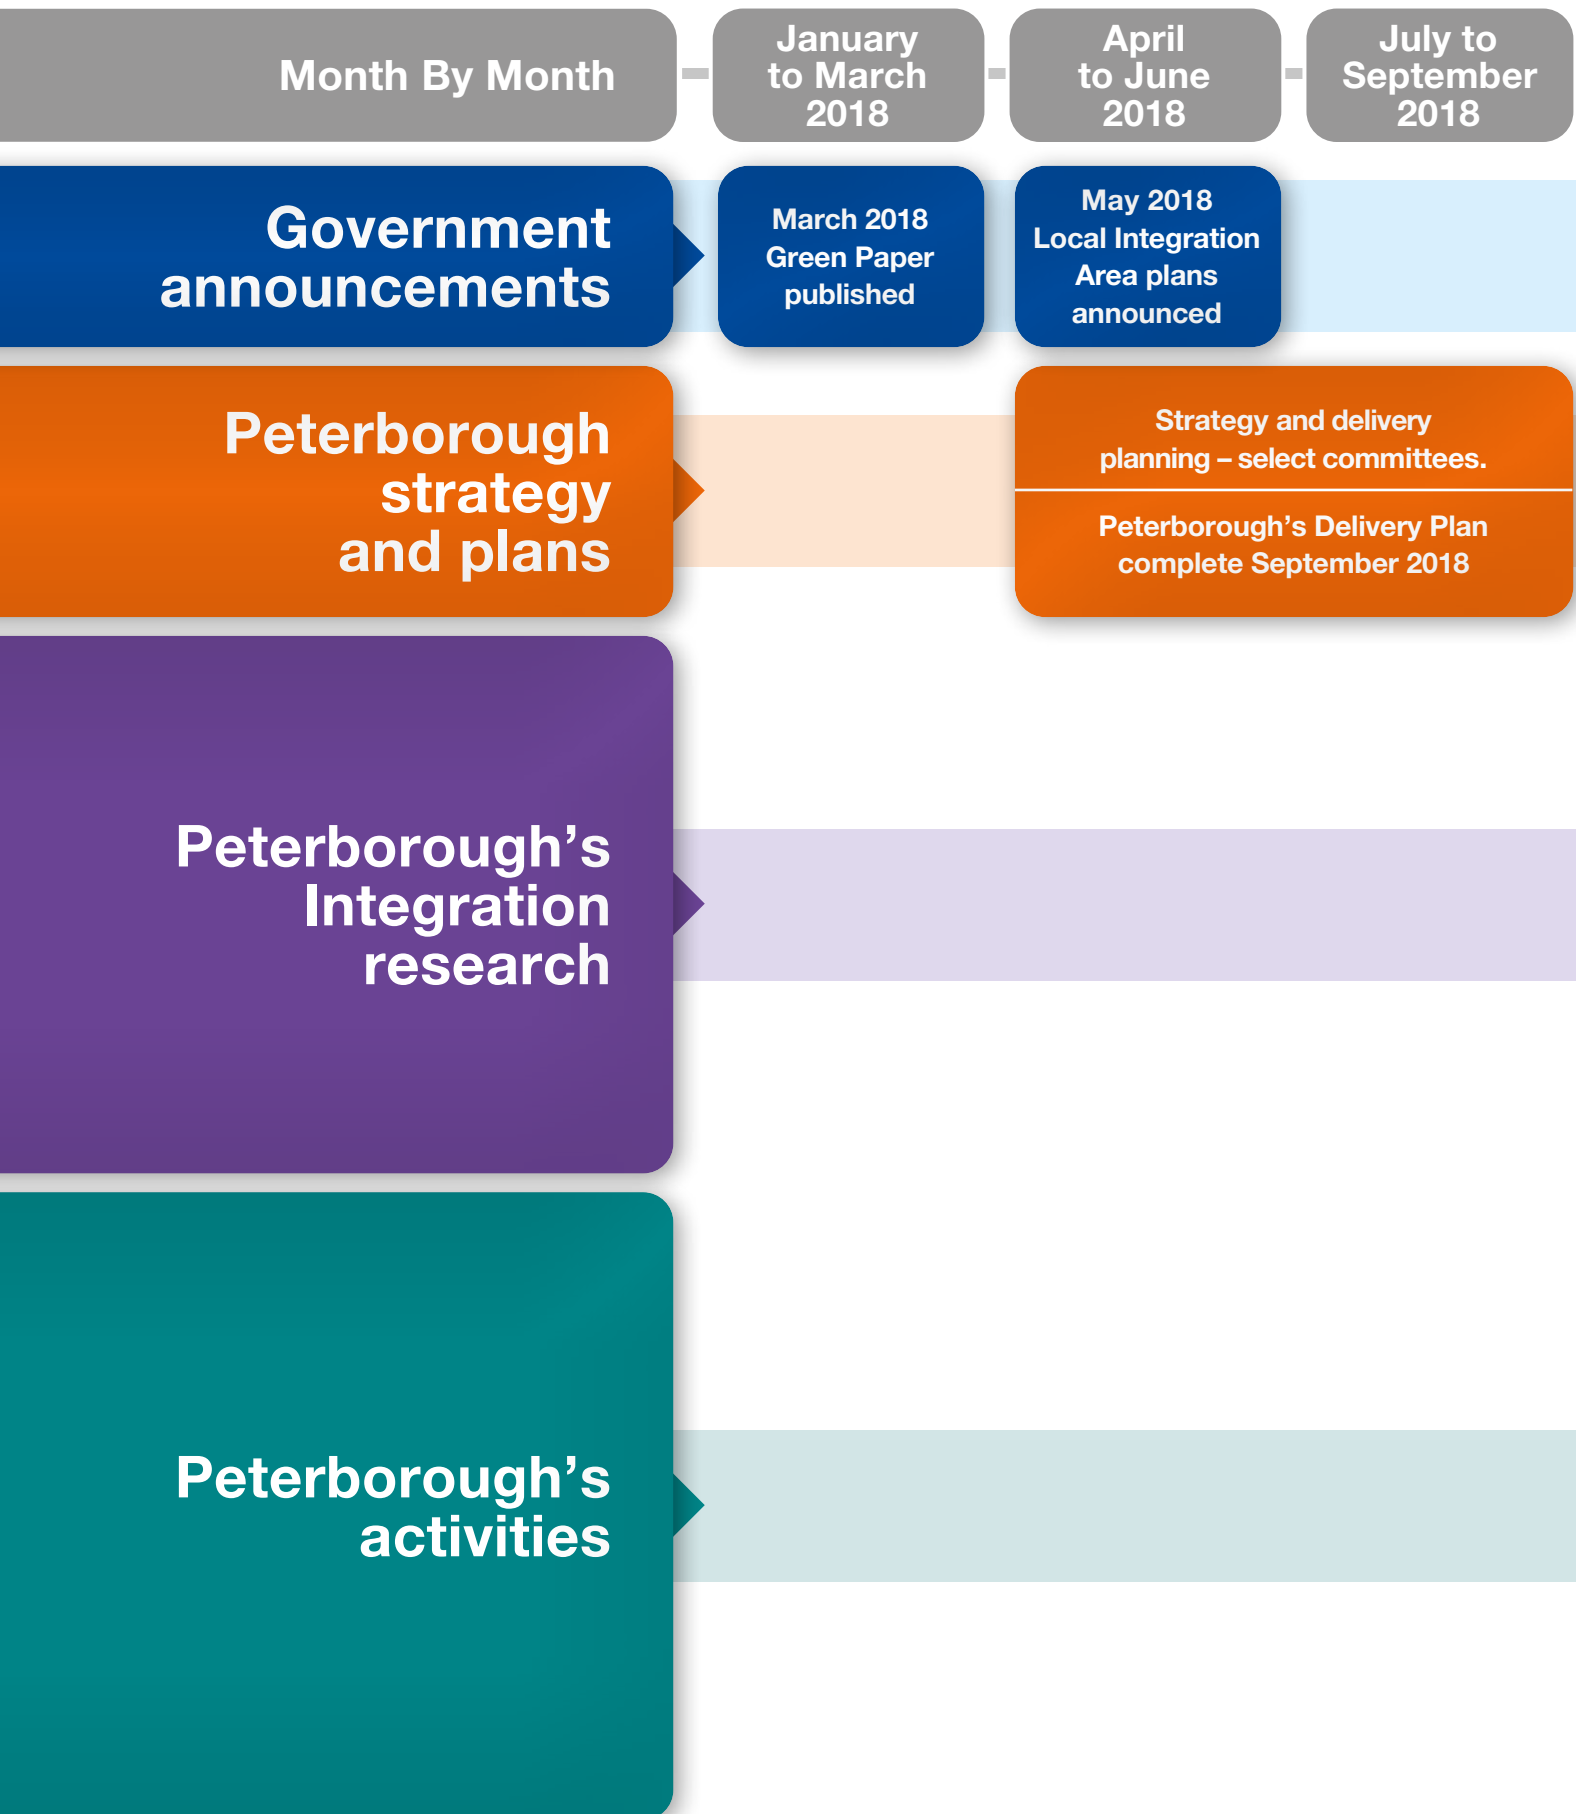 Month By Month
January
to March
2018
April
to June
2018
July to
September
2018
Government
announcements
March 2018
Green Paper
published
May 2018
Local Integration
Area plans
announced
Peterborough
strategy
and plans
Strategy and delivery
planning – select committees.
Peterborough’s Delivery Plan
complete September 2018
Peterborough’s
Integration
research
Peterborough’s
activities